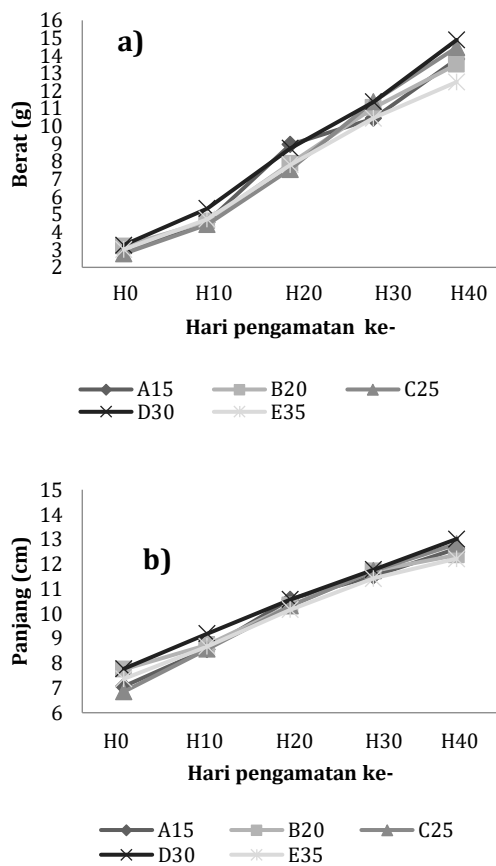 a)
Berat (g)
16
15
14
13
12
11
10
9
8
7
6
5
4
3
2
H0 H10 H20 H30 H40
Hari pengamatan ke-
A15 B20 C25
D30 E35
b)
Panjang (cm)
15
14
13
12
11
10
9
8
7
6
H0 H10 H20 H30 H40
Hari pengamatan ke-
A15 B20 C25
D30 E35